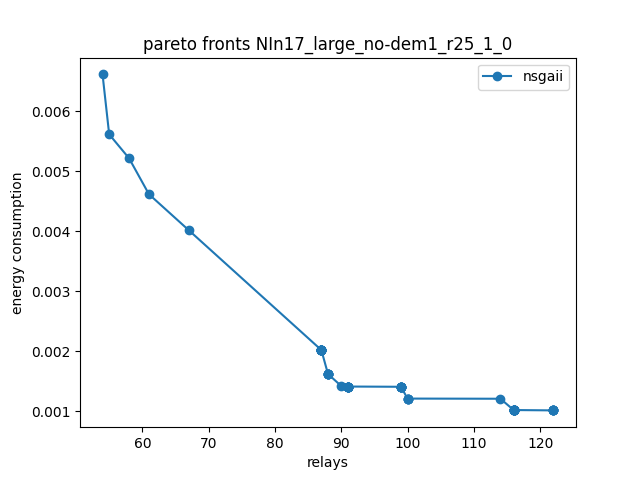 pareto fronts NIn17_large_no-dem1_r25_1_0
nsgaii
energy consumption
0.006
0.005
0.004
0.003
0.002
0.001
60 70 80 90 100 110 120
relays